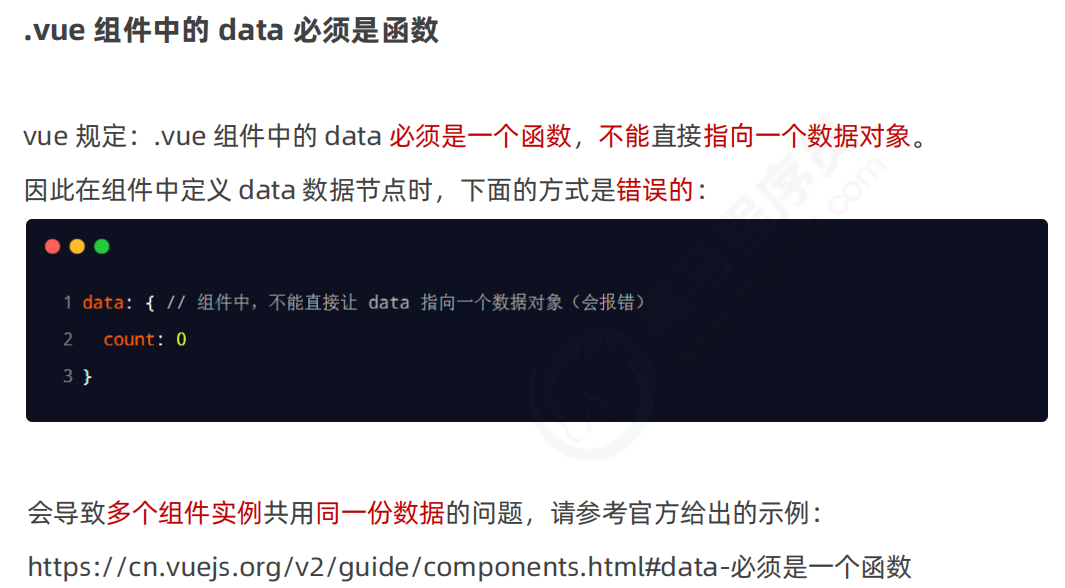 .vue 组件中的 data 必须是函数
vue 规定：.vue 组件中的 data 必须是一个函数，不能直接指向一个数据对象。
因此在组件中定义 data 数据节点时，下面的方式是错误的：
1 data: { // 组件中，不能直接让 data 指向一个数据对象（会报错）
2   count: 0
3 }
会导致多个组件实例共用同一份数据的问题，请参考官方给出的示例：
https://cn.vuejs.org/v2/guide/components.html#data-必须是一个函数
黑马程序员